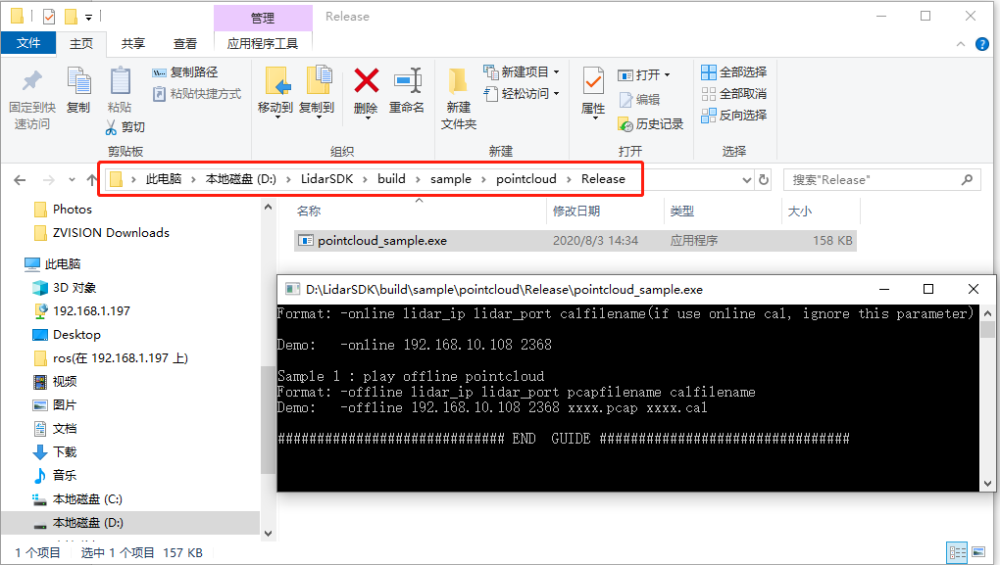 管理
Release
文件
主页
共享
查看
应用程序工具
固定到快
速访问
复制
粘贴
复制路径
粘贴快捷方式
剪切
剪贴板
移动到
复制到
删除
重命名
组织
新建
文件夹
新建项目
轻松访问
新建
属性
打开
编辑
历史记录
打开
全部选择
全部取消
反向选择
选择
此电脑 › 本地磁盘 (D:) › LidarSDK › build › sample › pointcloud › Release
搜索"Release"
Photos
ZVISION Downloads
此电脑
3D 对象
192.168.1.197
Desktop
ros(在 192.168.1.197 上)
视频
图片
文档
下载
音乐
本地磁盘 (C:)
本地磁盘 (D:)
名称
修改日期
类型
大小
pointcloud_sample.exe
2020/8/3 14:34
应用程序
158 KB
D:\LidarSDK\build\sample\pointcloud\Release\pointcloud_sample.exe
Format: -online lidar_ip lidar_port calfilename(if use online cal, ignore this parameter)
Demo: -online 192.168.10.108 2368
Sample 1 : play offline pointcloud
Format: -offline lidar_ip lidar_port pcapfilename calfilename
Demo: -offline 192.168.10.108 2368 xxxx.pcap xxxx.cal
############################# END GUIDE ################################
1 个项目
选中 1 个项目 157 KB